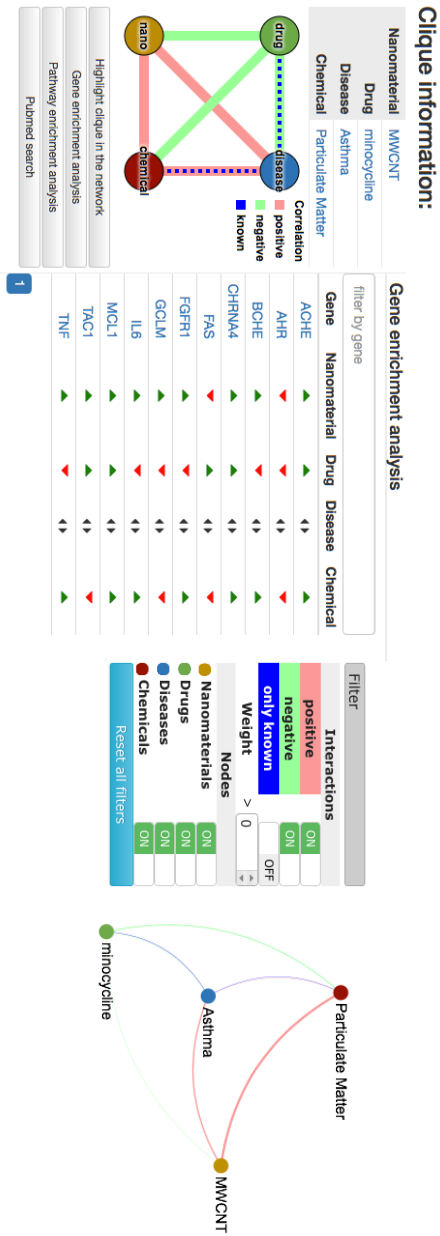 Clique information:
Nanomaterial MWCNT
Drug minocycline
Disease Asthma
Chemical Particulate Matter
drug
disease
nano
chemical
Correlation
positive
negative
known
Highlight clique in the network
Gene enrichment analysis
Pathway enrichment analysis
Pubmed search
Gene enrichment analysis
filter by gene
Gene Nanomaterial Drug Disease Chemical
ACHE
AHR
BCHE
CHRNA4
FAS
FGFR1
GCLM
IL6
MCL1
TAC1
TNF
1
Filter
Interactions
positive ON
negative ON
only known OFF
Weight > 0
Nodes
Nanomaterials ON
Drugs ON
Diseases ON
Chemicals ON
Reset all filters
Particulate Matter
Asthma
minocycline
MWCNT